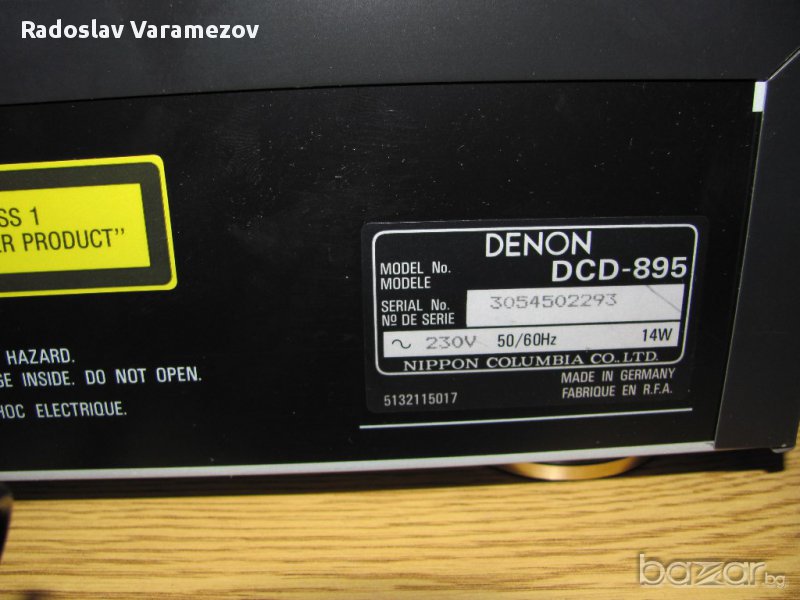 Radoslav Varamezov
SS 1
ER PRODUCT"
HAZARD.
GE INSIDE. DO NOT OPEN.
HOC ELECTRIQUE.
DENON
MODEL No. DCD-895
MODELE
SERIAL No. 3054502293
Nº DE SERIE
~ 230V 50/60Hz 14W
NIPPON COLUMBIA CO., LTD.
MADE IN GERMANY
5132115017 FABRIQUE EN R.F.A.
bazar.bg